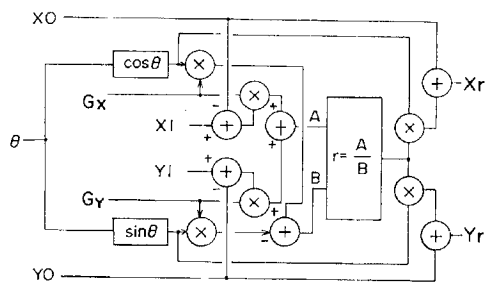 XO
cosθ
×
×
+
Xr
GX
XI
+
+
A
θ
r = A/B
YI
+
B
×
×
GY
×
+
Yr
sinθ
×
YO